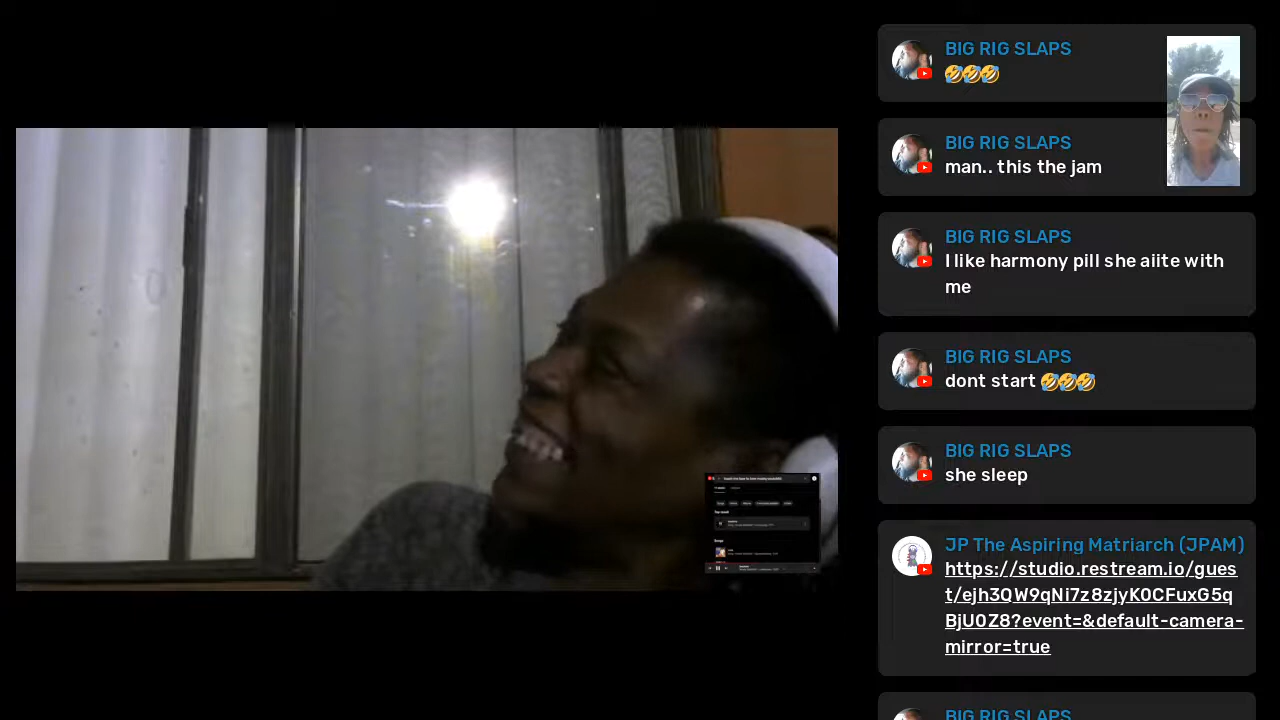 BIG RIG SLAPS
🤣🤣🤣
BIG RIG SLAPS
man.. this the jam
BIG RIG SLAPS
I like harmony pill she aiite with
me
BIG RIG SLAPS
dont start 🤣🤣🤣
BIG RIG SLAPS
she sleep
JP The Aspiring Matriarch (JPAM)
https://studio.restream.io/gues
t/ejh3QW9qNi7z8zjyK0CFuxG5q
BjU0Z8?event=&default-camera-
mirror=true
BIG RIG SLAPS